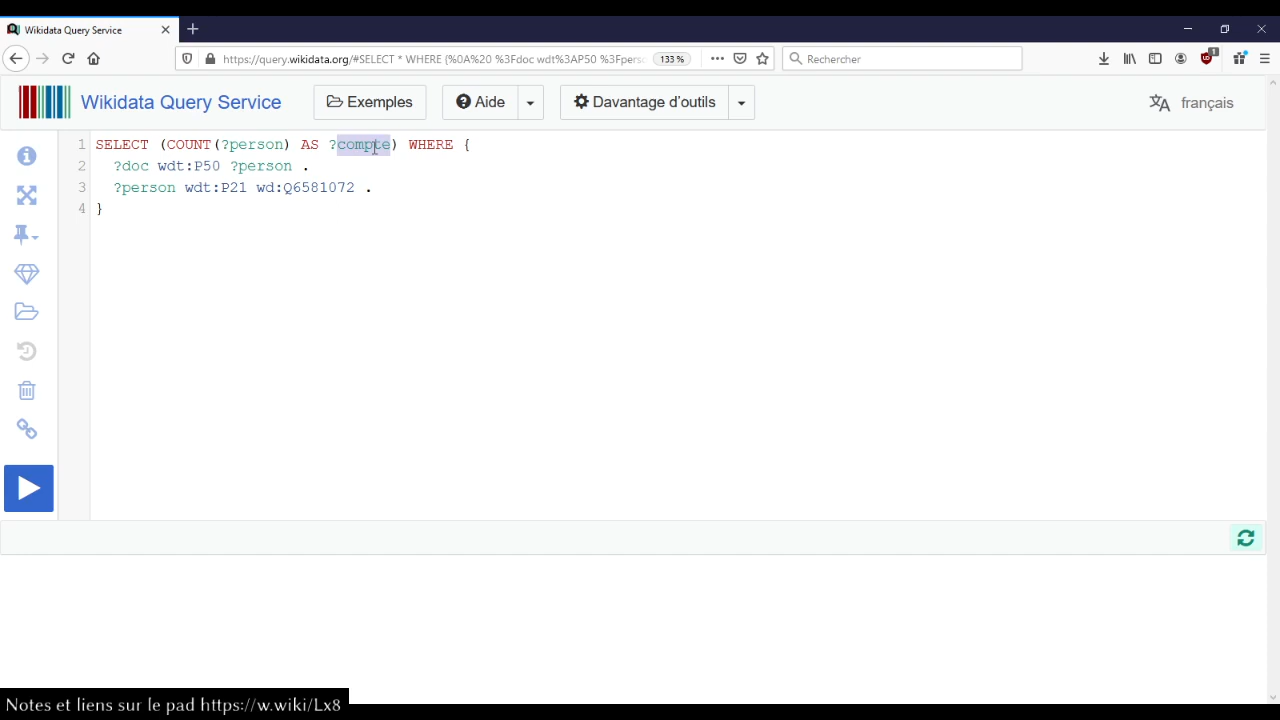 Wikidata Query Service
https://query.wikidata.org/#SELECT * WHERE {%0A%20 %3Fdoc wdt%3AP50 %3Fpers
133 %
Rechercher
1
Wikidata Query Service
Exemples
Aide
Davantage d'outils
français
1 SELECT (COUNT(?person) AS ?compte) WHERE {
2 ?doc wdt:P50 ?person .
3 ?person wdt:P21 wd:Q6581072 .
4 }
Notes et liens sur le pad https://w.wiki/Lx8